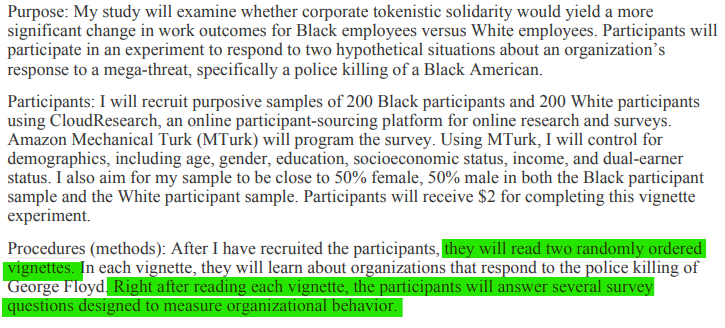 Purpose: My study will examine whether corporate tokenistic solidarity would yield a more
significant change in work outcomes for Black employees versus White employees. Participants will
participate in an experiment to respond to two hypothetical situations about an organization's
response to a mega-threat, specifically a police killing of a Black American.
Participants: I will recruit purposive samples of 200 Black participants and 200 White participants
using CloudResearch, an online participant-sourcing platform for online research and surveys.
Amazon Mechanical Turk (MTurk) will program the survey. Using MTurk, I will control for
demographics, including age, gender, education, socioeconomic status, income, and dual-earner
status. I also aim for my sample to be close to 50% female, 50% male in both the Black participant
sample and the White participant sample. Participants will receive $2 for completing this vignette
experiment.
Procedures (methods): After I have recruited the participants, they will read two randomly ordered
vignettes. In each vignette, they will learn about organizations that respond to the police killing of
George Floyd. Right after reading each vignette, the participants will answer several survey
questions designed to measure organizational behavior.